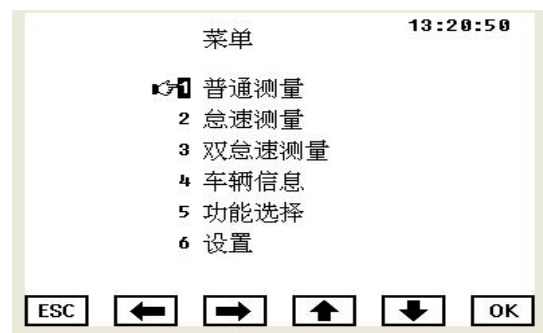 13:20:50
菜单
1 普通测量
2 怠速测量
3 双怠速测量
4 车辆信息
5 功能选择
6 设置
ESC OK